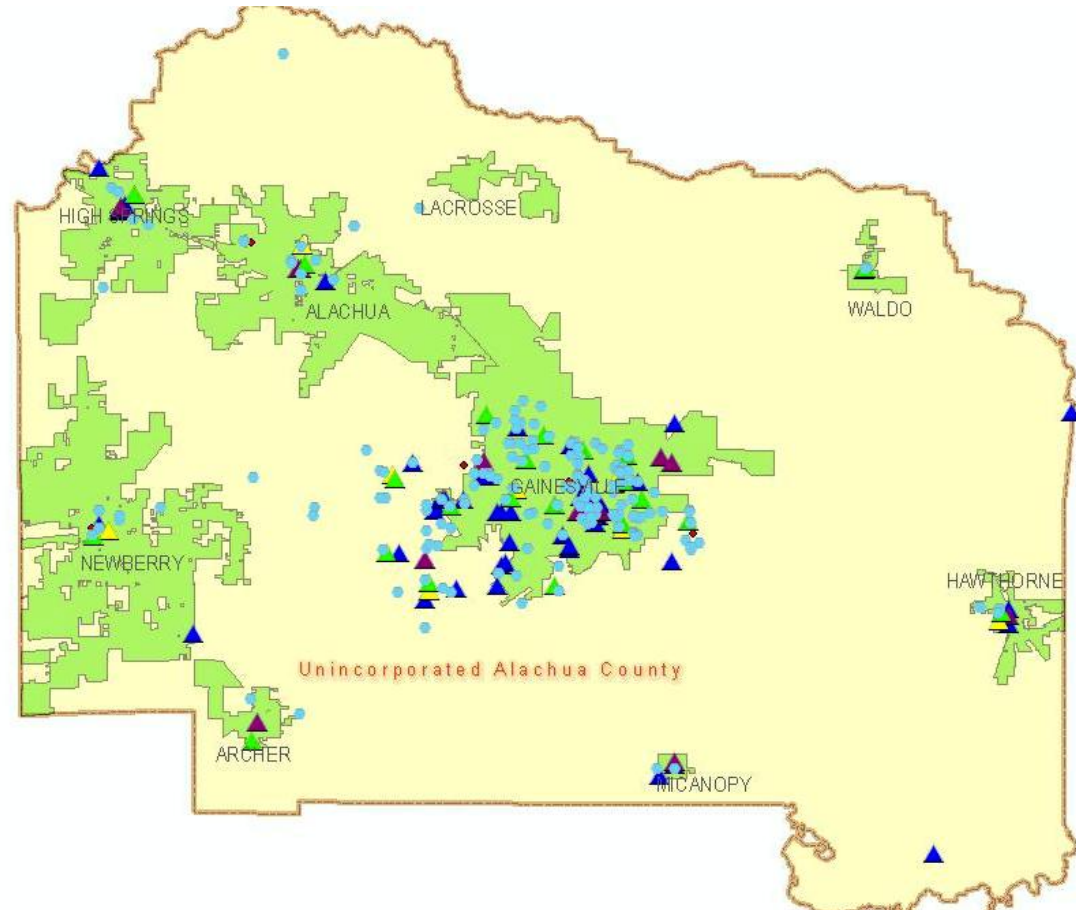 HIGH SPRINGS
LACROSSE
ALACHUA
WALDO
GAINESVILLE
NEWBERRY
HAWTHORNE
Unincorporated Alachua County
ARCHER
MICANOPY